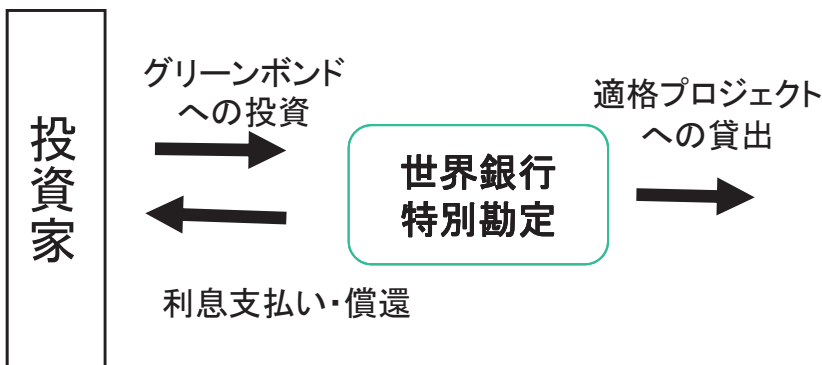 投資家
グリーンボンド
への投資
利息支払い・償還
世界銀行
特別勘定
適格プロジェクト
への貸出